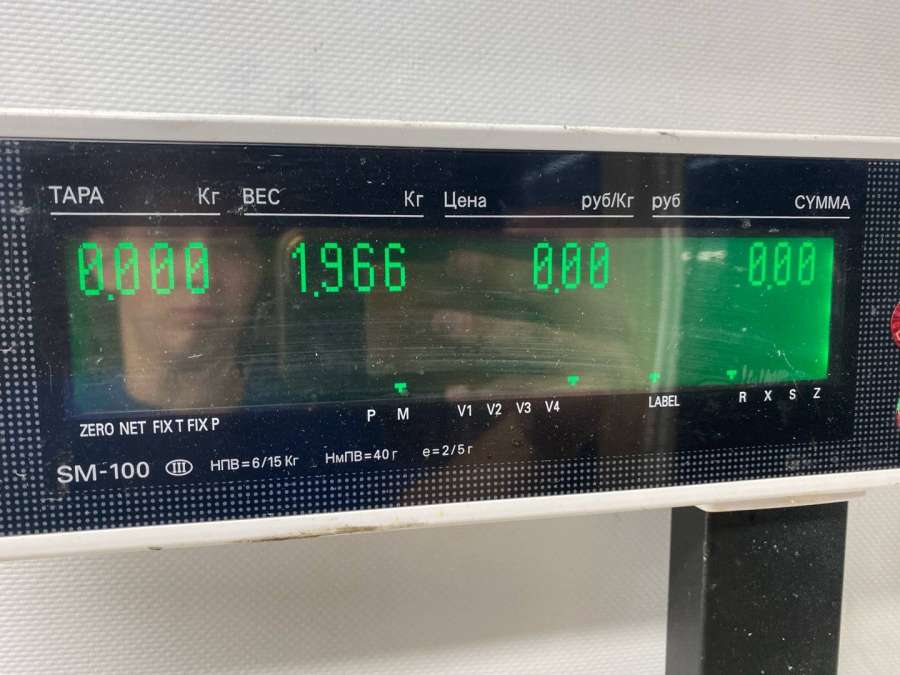 ТАРА Кг ВЕС Кг Цена руб/Кг руб СУММА
0.000 1.966 0.00 0.00
ZERO NET FIX T FIX P P M V1 V2 V3 V4 LABEL R X S Z
SM-100 III НПВ=6/15 Кг НмПВ=40 г e=2/5 г